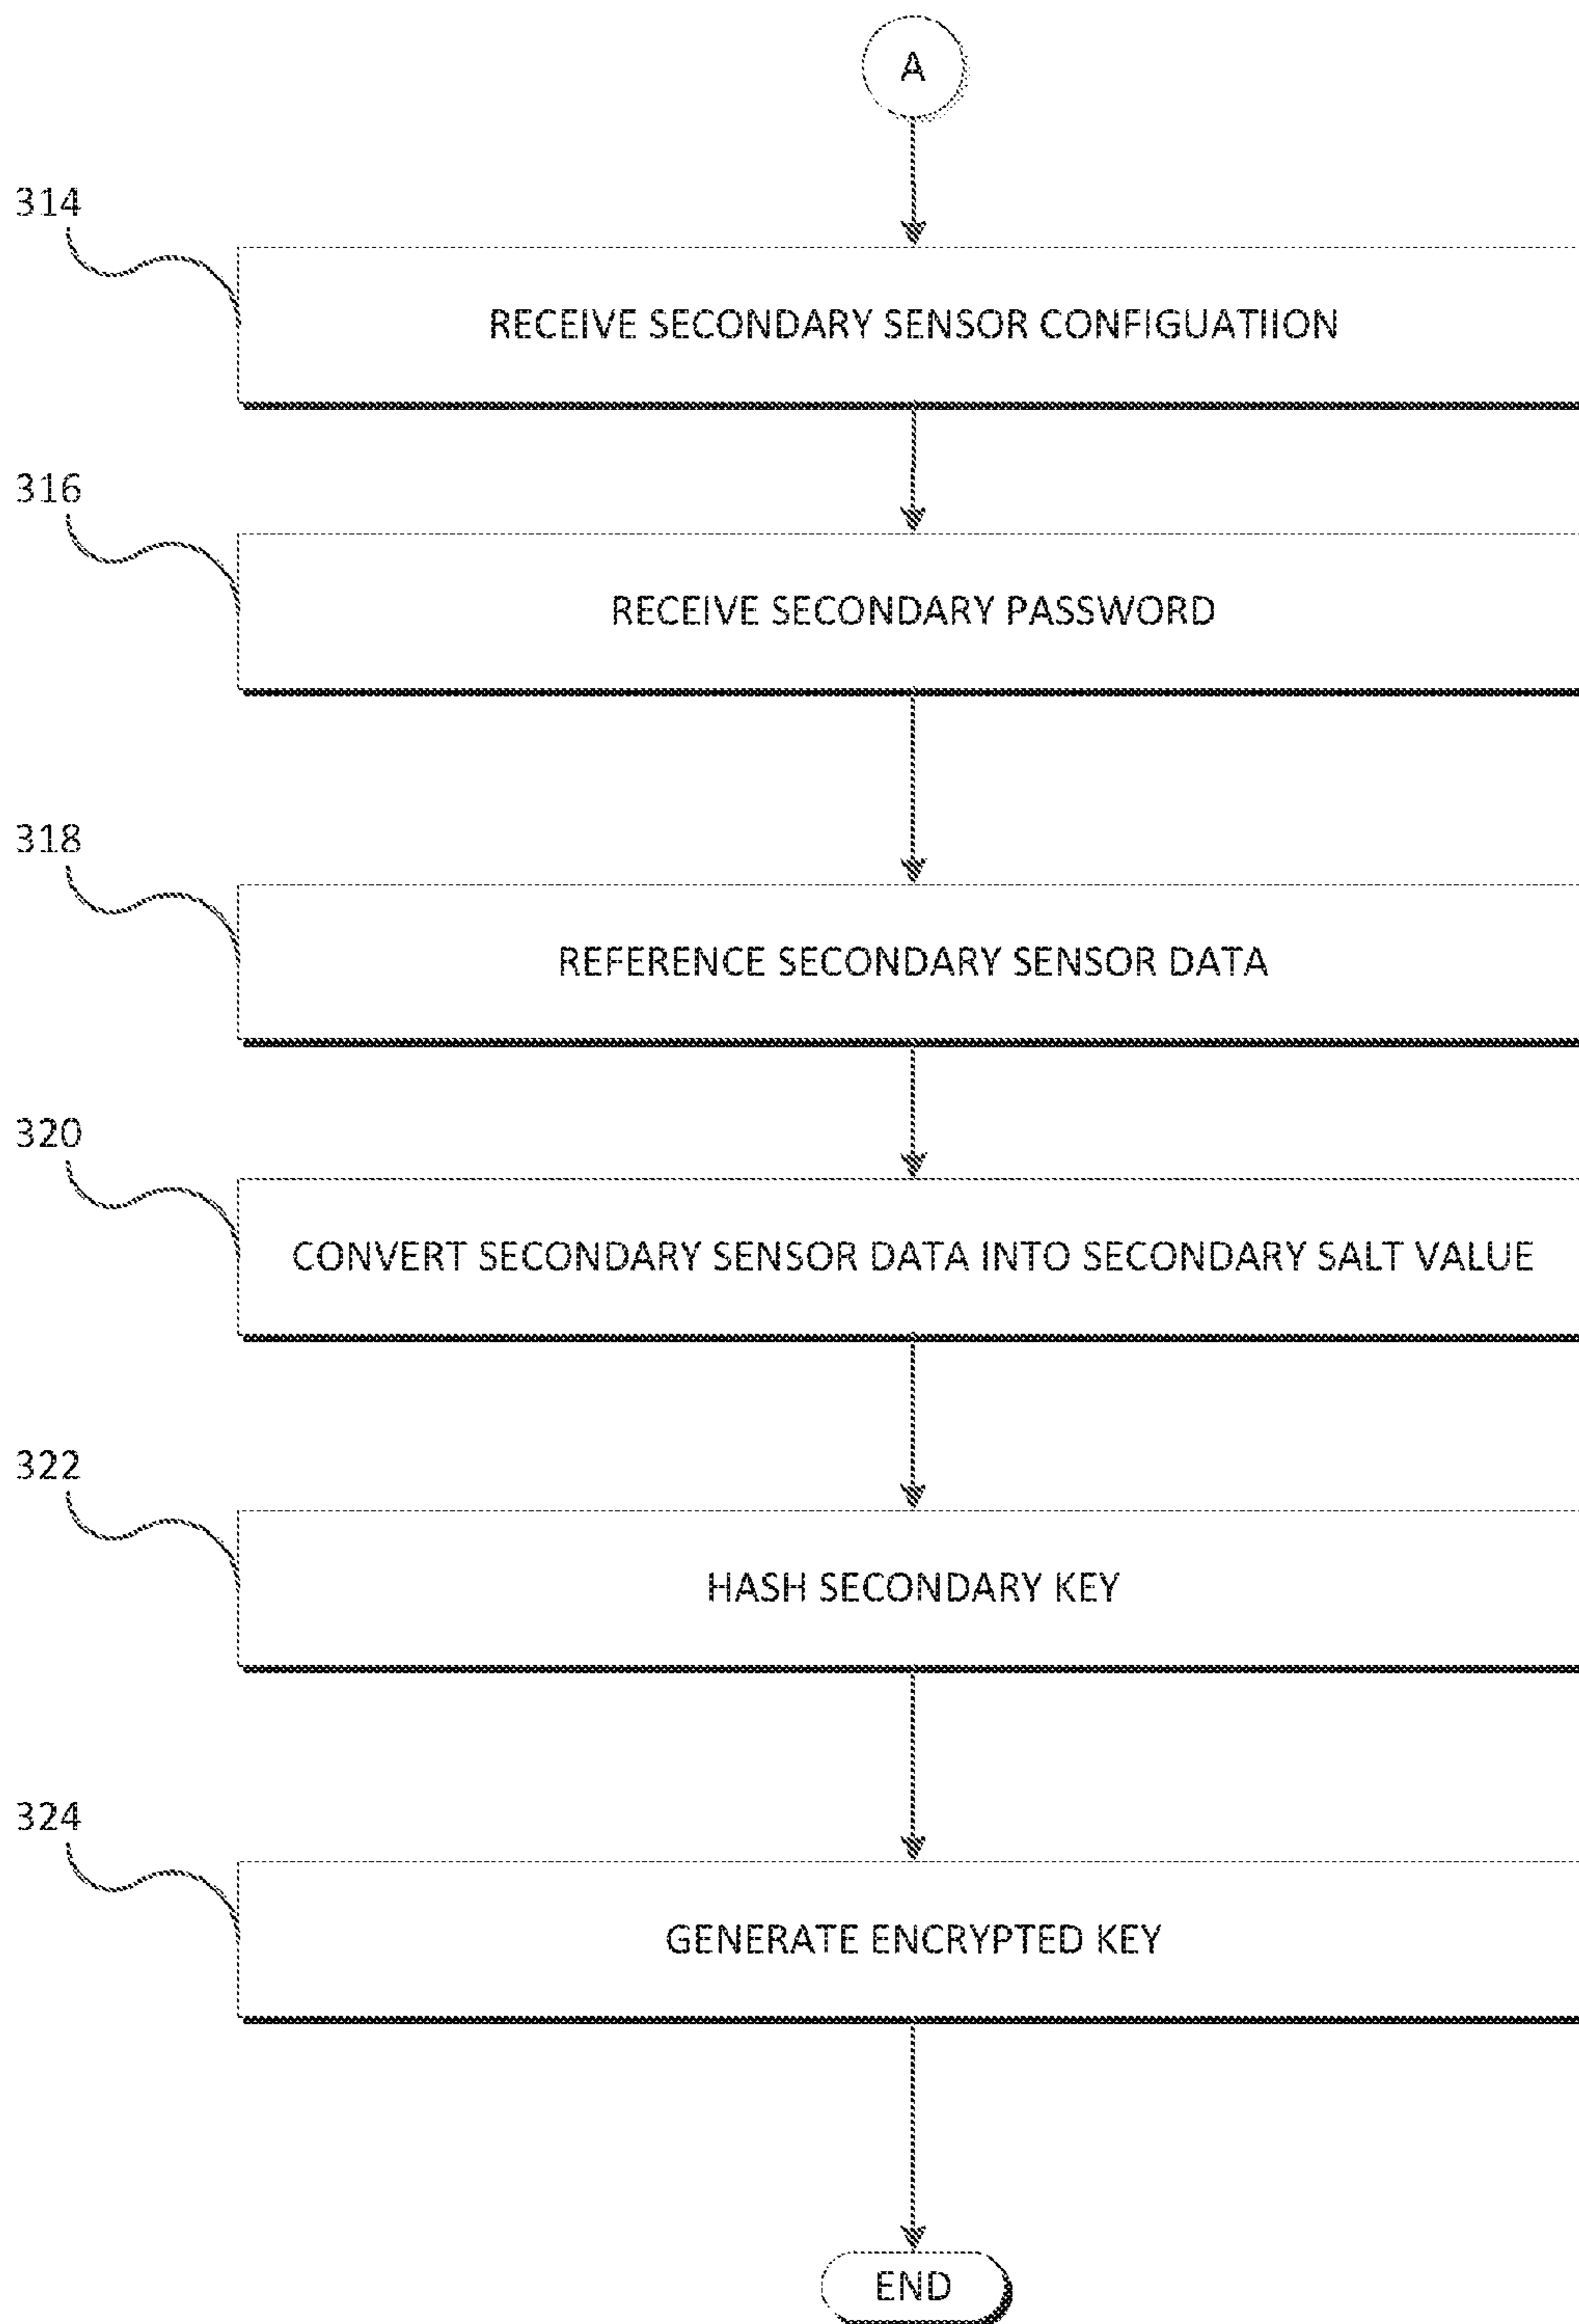 A
314
RECEIVE SECONDARY SENSOR CONFIGUATIION
316
RECEIVE SECONDARY PASSWORD
318
REFERENCE SECONDARY SENSOR DATA
320
CONVERT SECONDARY SENSOR DATA INTO SECONDARY SALT VALUE
322
HASH SECONDARY KEY
324
GENERATE ENCRYPTED KEY
END